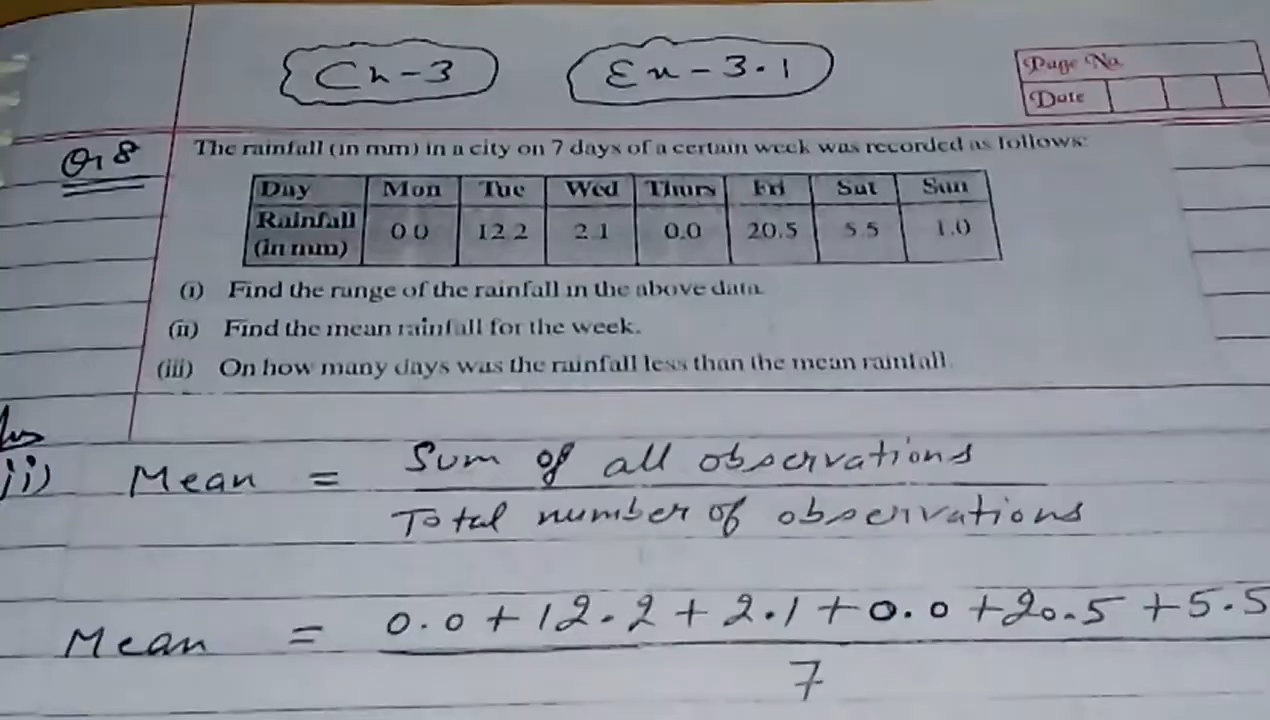 Ch-3 Ex-3.1
Page No.
Date
Q.8 The rainfall (in mm) in a city on 7 days of a certain week was recorded as follows:
Day Mon Tue Wed Thurs Fri Sat Sun
Rainfall (in mm) 0.0 12.2 2.1 0.0 20.5 5.5 1.0
(i) Find the range of the rainfall in the above data.
(ii) Find the mean rainfall for the week.
(iii) On how many days was the rainfall less than the mean rainfall.
Ans
ii) Mean = Sum of all observations
Total number of observations
Mean = 0.0 + 12.2 + 2.1 + 0.0 + 20.5 + 5.5
7